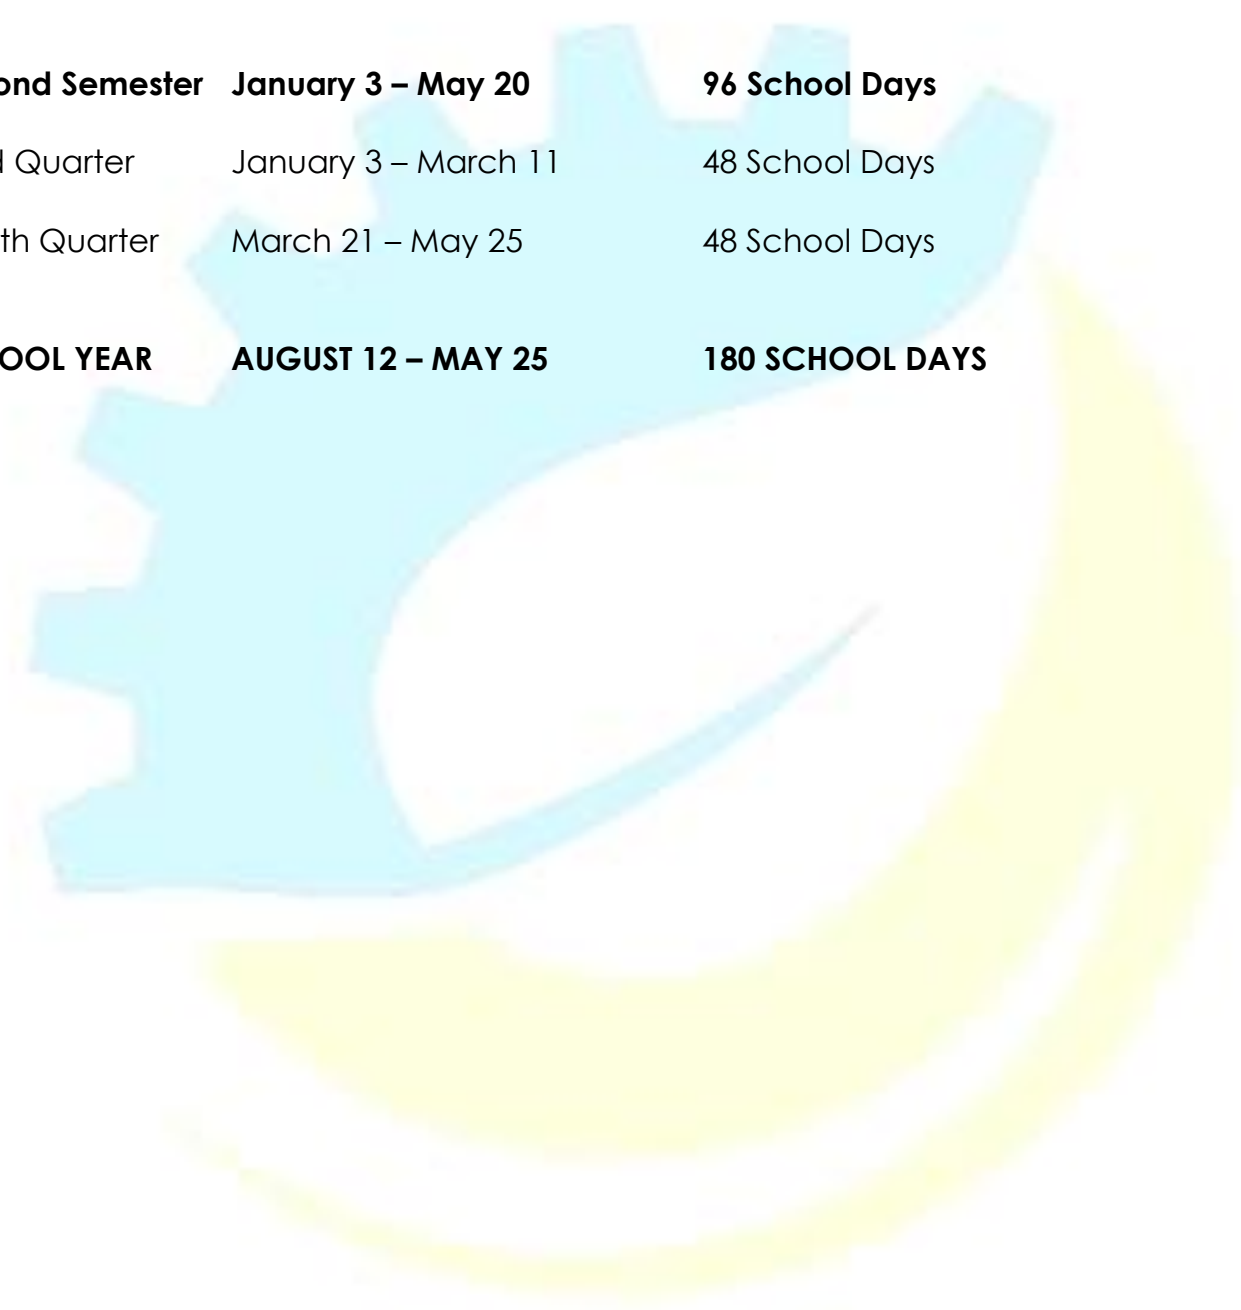 ond Semester January 3 – May 20 96 School Days
d Quarter January 3 – March 11 48 School Days
th Quarter March 21 – May 25 48 School Days
OOL YEAR AUGUST 12 – MAY 25 180 SCHOOL DAYS